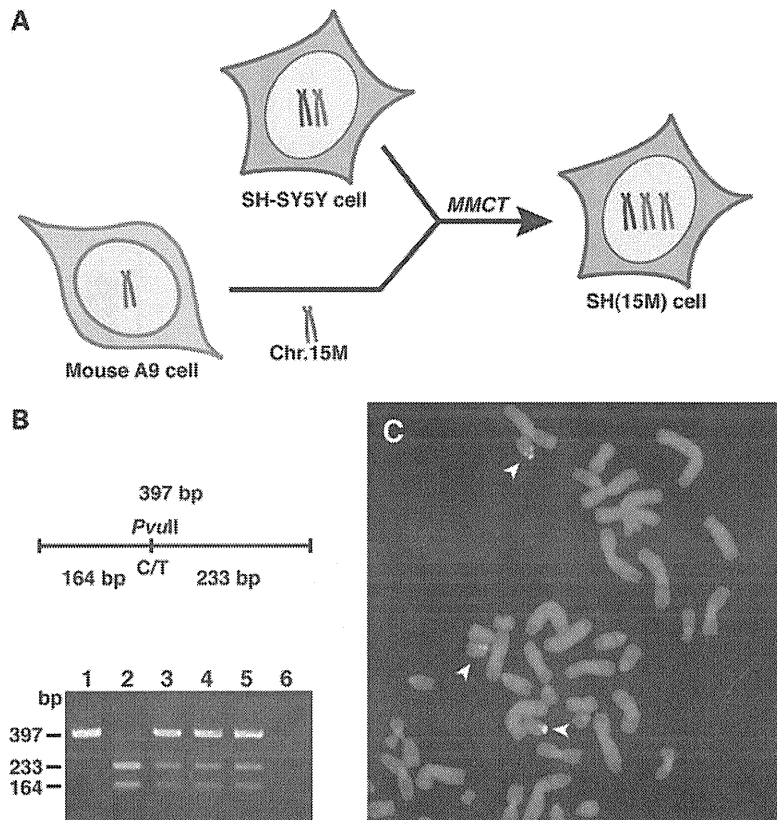 A
SH-SY5Y cell
MMCT
SH(15M) cell
Mouse A9 cell
Chr.15M
B
397 bp
PvuII
164 bp C/T 233 bp
1 2 3 4 5 6
bp
397
233
164
C